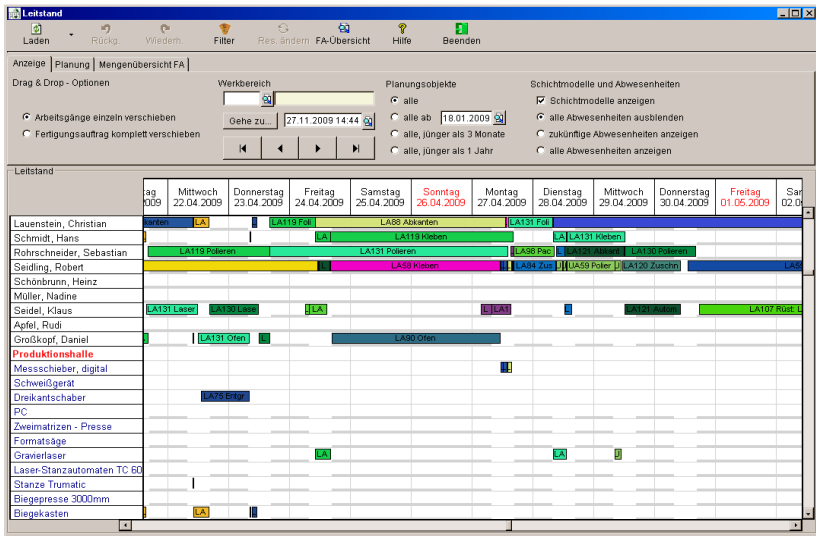 Leitstand
Laden Rückg. Wiederh. Filter Res. ändern FA-Übersicht Hilfe Beenden
Anzeige Planung Mengenübersicht FA
Drag & Drop - Optionen Werkbereich Planungsobjekte Schichtmodelle und Abwesenheiten
alle Schichtmodelle anzeigen
Arbeitsgänge einzeln verschieben Gehe zu... 27.11.2009 14:44 alle ab 18.01.2009 alle Abwesenheiten ausblenden
Fertigungsauftrag komplett verschieben alle, jünger als 3 Monate zukünftige Abwesenheiten anzeigen
alle, jünger als 1 Jahr alle Abwesenheiten anzeigen
Leitstand
tag Mittwoch Donnerstag Freitag Samstag Sonntag Montag Dienstag Mittwoch Donnerstag Freitag Sar
2009 22.04.2009 23.04.2009 24.04.2009 25.04.2009 26.04.2009 27.04.2009 28.04.2009 29.04.2009 30.04.2009 01.05.2009 02.0
Lauenstein, Christian kanten LA L LA119 Foli LA88 Abkanten LA131 Foli
Schmidt, Hans LA LA119 Kleben LA LA131 Kleben
Rohrschneider, Sebastian LA119 Polieren LA131 Polieren LA98 Pac L LA121 Abkant LA130 Polieren
Seidling, Robert L LA58 Kleben LA84 Zus UA59 Polier LA120 Zuschn
Schönbrunn, Heinz
Müller, Nadine
Seidel, Klaus LA131 Laser LA130 Lase LA L LA1 L LA121 Autom LA107 Rüst. L
Apfel, Rudi
Großkopf, Daniel LA131 Ofen L LA90 Ofen
Produktionshalle
Messschieber, digital
Schweißgerät
Dreikantschaber LA75 Entgr
PC
Zweimatrizen - Presse
Formatsäge
Gravierlaser LA LA J
Laser-Stanzautomaten TC 60
Stanze Trumatic
Biegepresse 3000mm
Biegekasten LA L